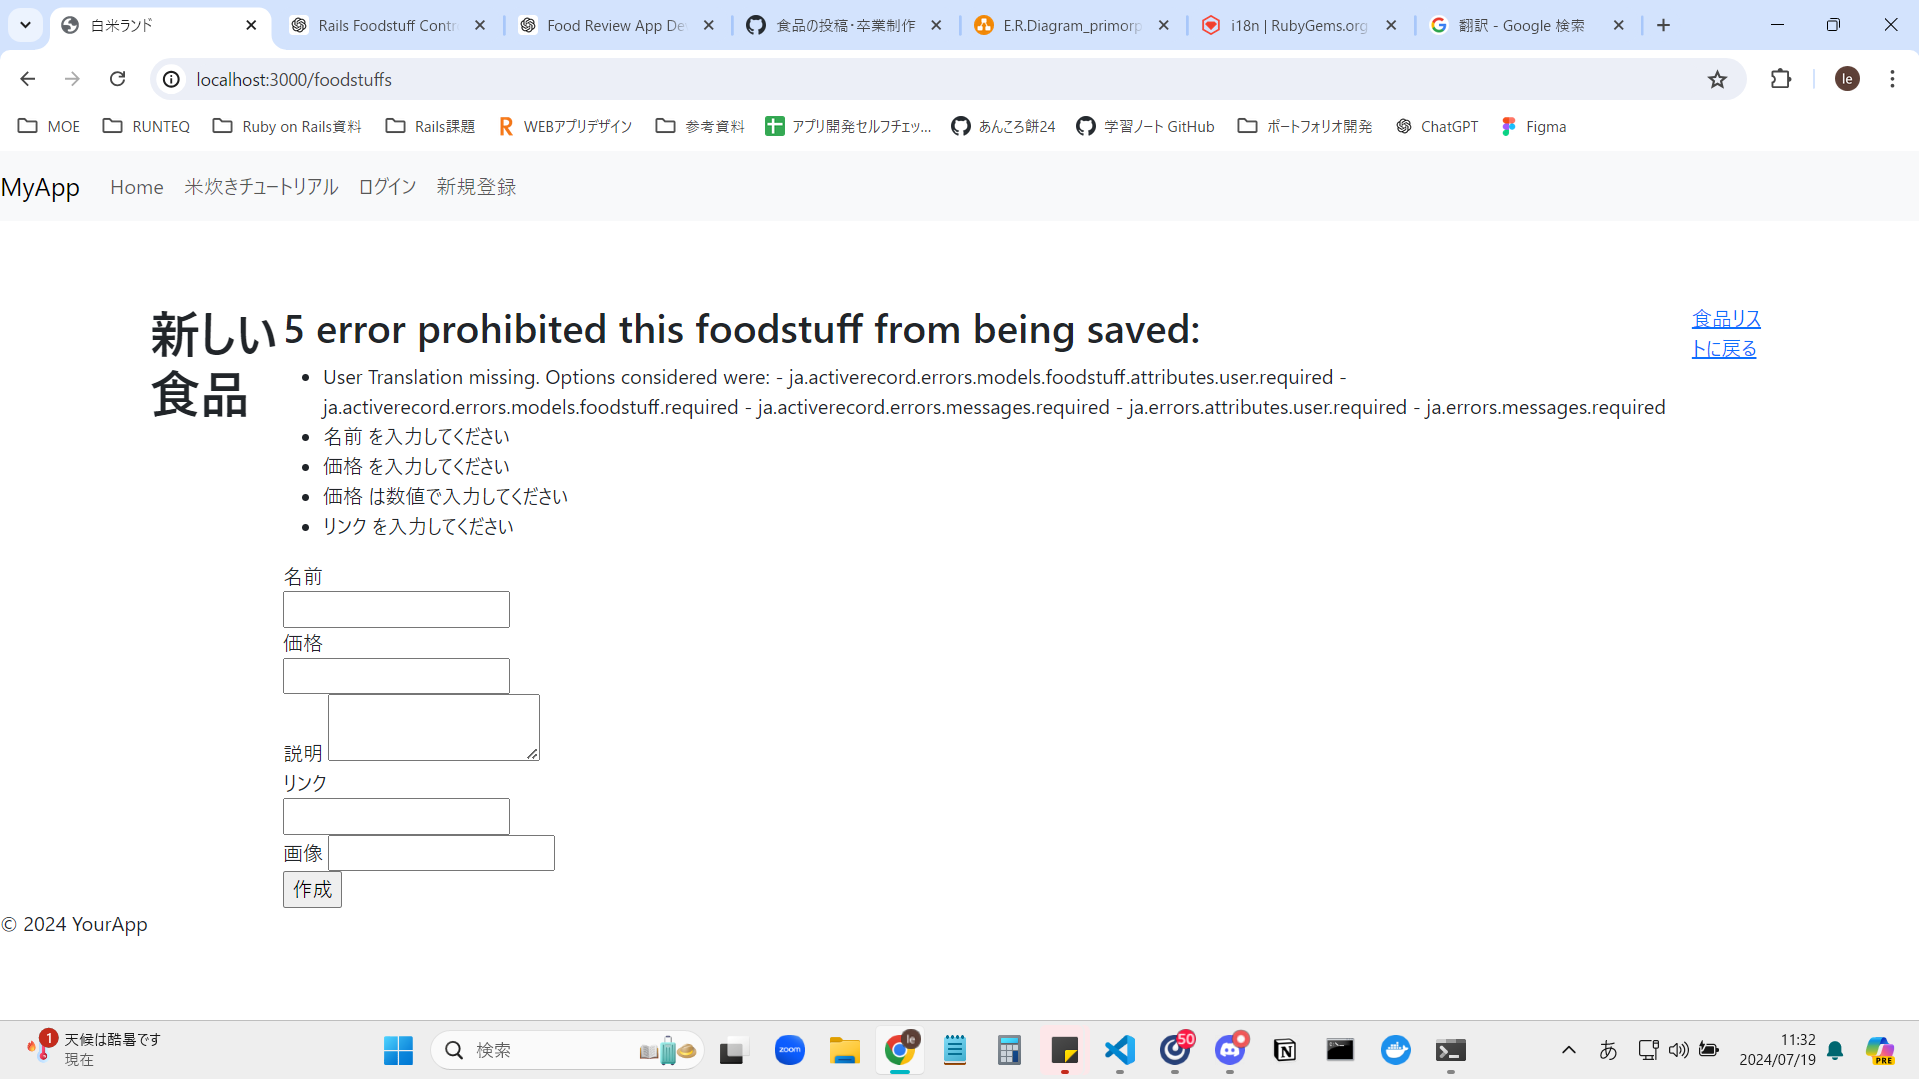 白米ランド
Rails Foodstuff Contr
Food Review App De
食品の投稿・卒業制作
E.R.Diagram_primorp
i18n | RubyGems.org
翻訳 - Google 検索
localhost:3000/foodstuffs
le
MOE
RUNTEQ
Ruby on Rails資料
Rails課題
WEBアプリデザイン
参考資料
アプリ開発セルフチェッ...
あんころ餅24
学習ノート GitHub
ポートフォリオ開発
ChatGPT
Figma
MyApp Home 米炊きチュートリアル ログイン 新規登録
新しい
食品
5 error prohibited this foodstuff from being saved:
• User Translation missing. Options considered were: - ja.activerecord.errors.models.foodstuff.attributes.user.required -
ja.activerecord.errors.models.foodstuff.required - ja.activerecord.errors.messages.required - ja.errors.attributes.user.required - ja.errors.messages.required
• 名前 を入力してください
• 価格 を入力してください
• 価格 は数値で入力してください
• リンク を入力してください
食品リス
トに戻る
名前
価格
説明
リンク
画像
作成
© 2024 YourApp
1
天候は酷暑です
現在
検索
zoom
le
50
あ
11:32
2024/07/19
PRE